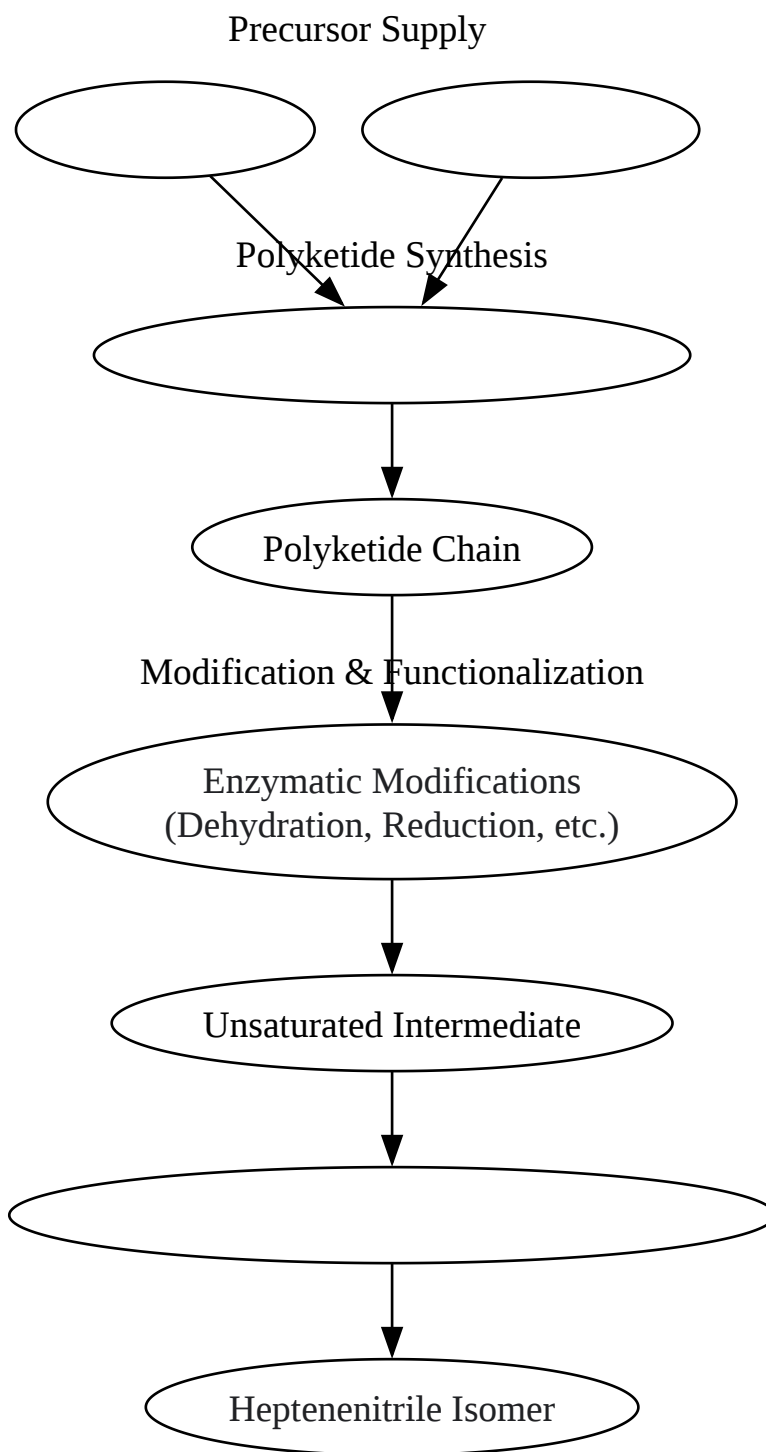 Precursor Supply
Polyketide Synthesis
Polyketide Chain
Modification & Functionalization
Enzymatic Modifications
(Dehydration, Reduction, etc.)
Unsaturated Intermediate
Heptenenitrile Isomer